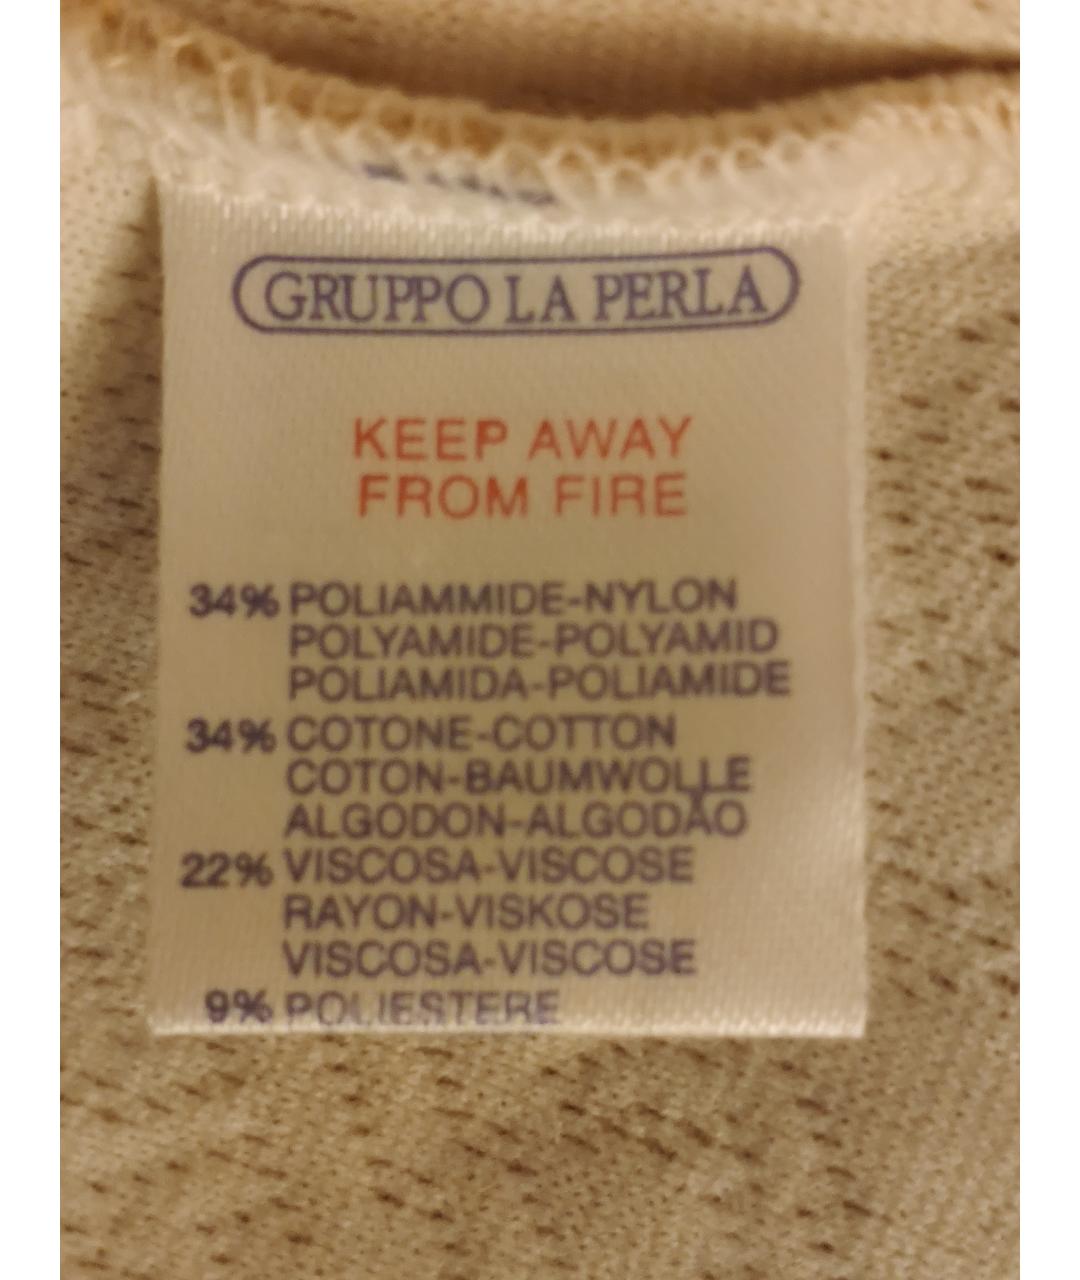 GRUPPO LA PERLA
KEEP AWAY
FROM FIRE
34% POLIAMMIDE-NYLON
POLYAMIDE-POLYAMID
POLIAMIDA-POLIAMIDE
34% COTONE-COTTON
COTON-BAUMWOLLE
ALGODON-ALGODÃO
22% VISCOSA-VISCOSE
RAYON-VISKOSE
VISCOSA-VISCOSE
9% POLIESTERE